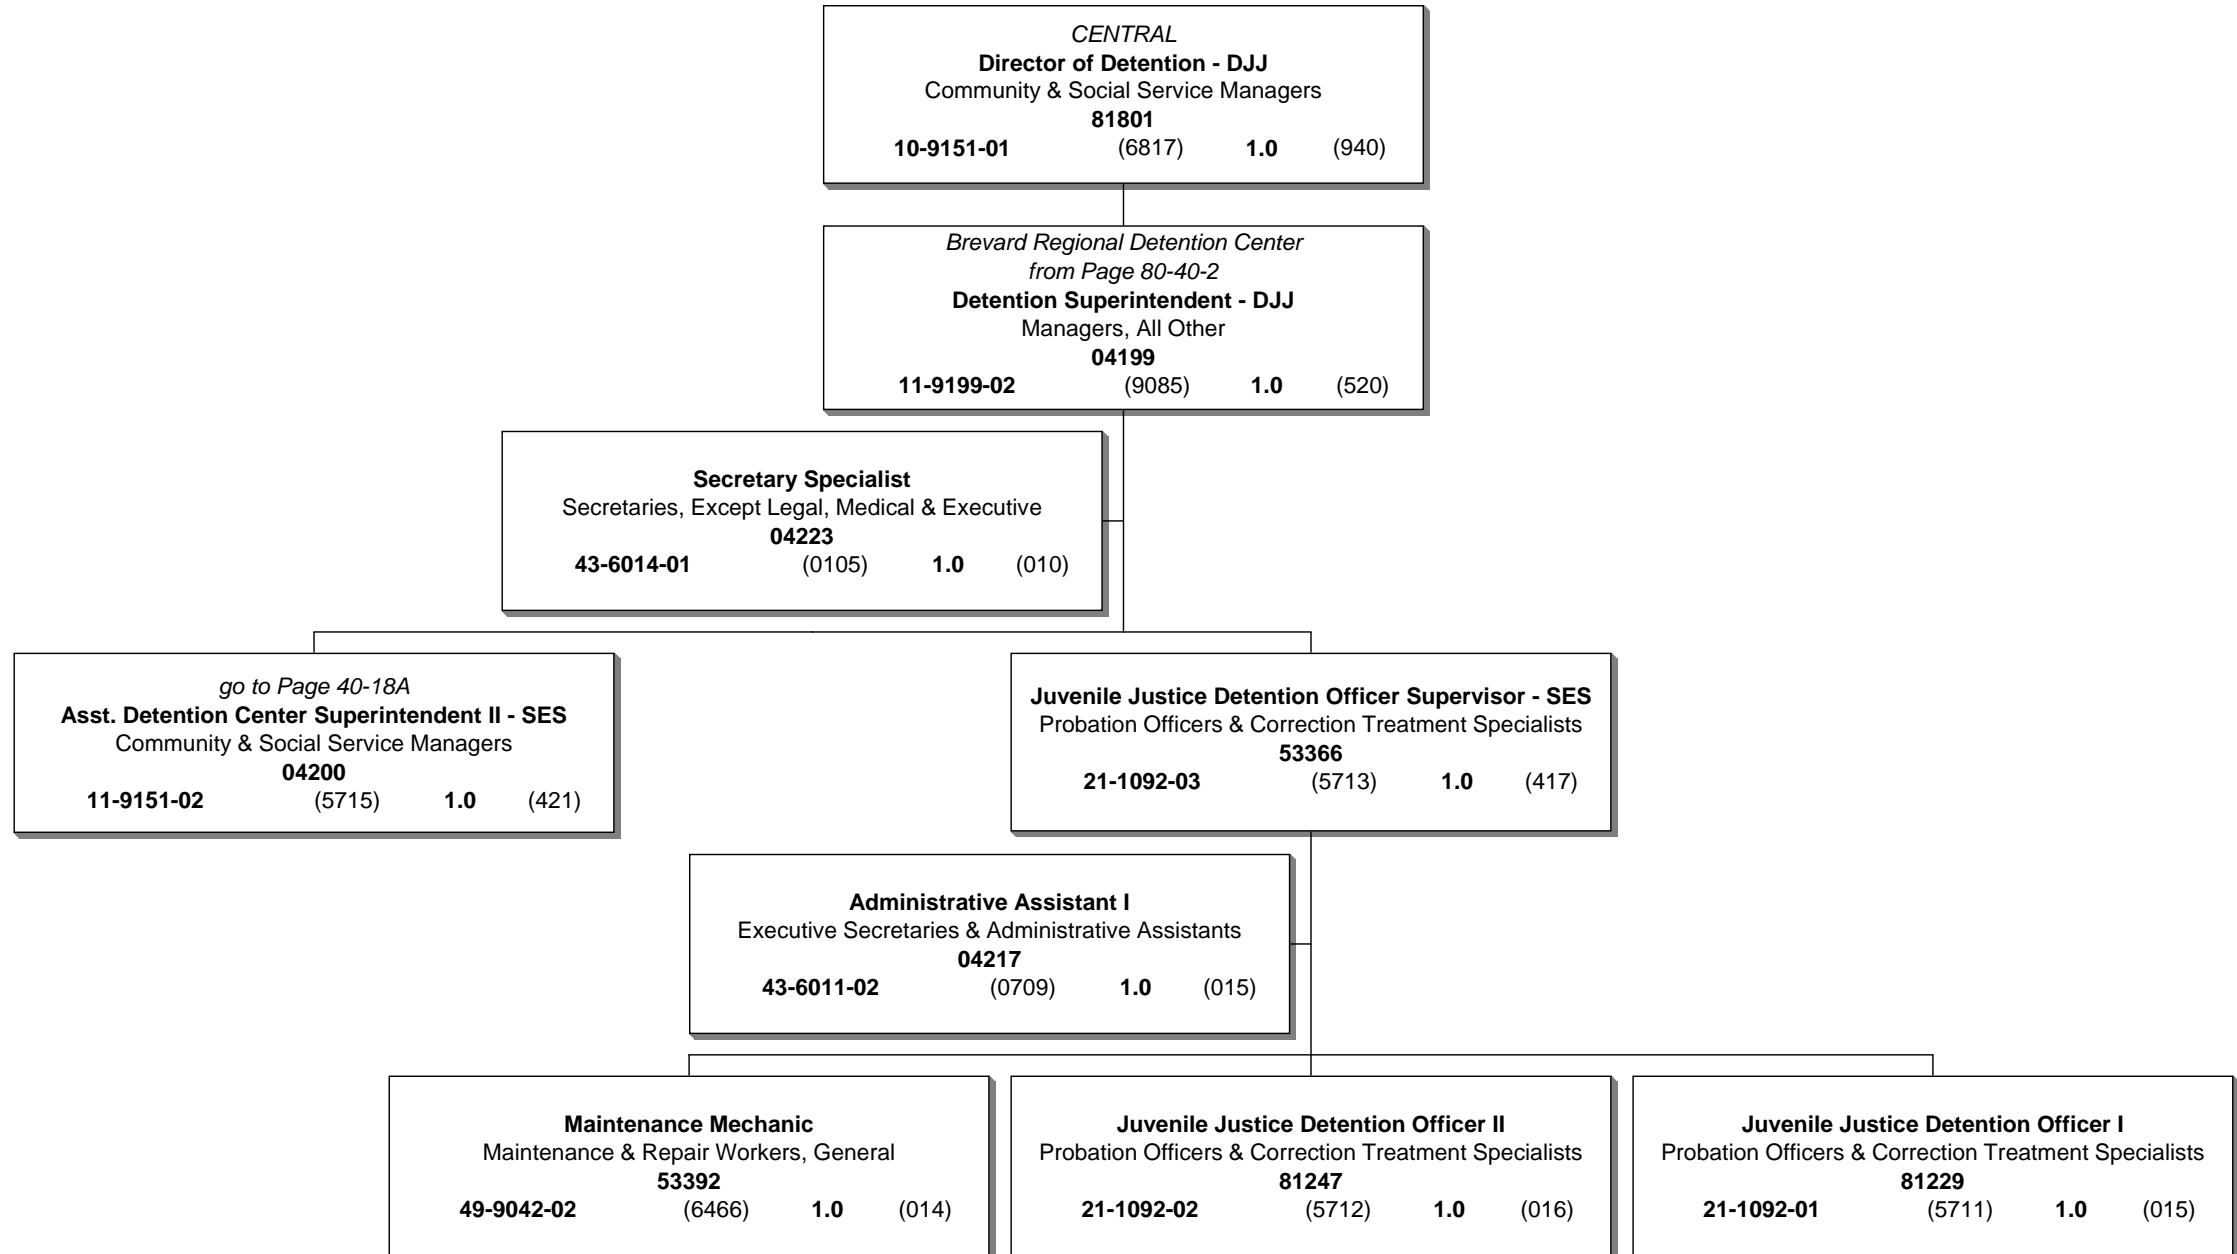 CENTRAL
Director of Detention - DJJ
Community & Social Service Managers
81801
10-9151-01 (6817) 1.0 (940)
Brevard Regional Detention Center
from Page 80-40-2
Detention Superintendent - DJJ
Managers, All Other
04199
11-9199-02 (9085) 1.0 (520)
Secretary Specialist
Secretaries, Except Legal, Medical & Executive
04223
43-6014-01 (0105) 1.0 (010)
go to Page 40-18A
Asst. Detention Center Superintendent II - SES
Community & Social Service Managers
04200
11-9151-02 (5715) 1.0 (421)
Juvenile Justice Detention Officer Supervisor - SES
Probation Officers & Correction Treatment Specialists
53366
21-1092-03 (5713) 1.0 (417)
Administrative Assistant I
Executive Secretaries & Administrative Assistants
04217
43-6011-02 (0709) 1.0 (015)
Maintenance Mechanic
Maintenance & Repair Workers, General
53392
49-9042-02 (6466) 1.0 (014)
Juvenile Justice Detention Officer II
Probation Officers & Correction Treatment Specialists
81247
21-1092-02 (5712) 1.0 (016)
Juvenile Justice Detention Officer I
Probation Officers & Correction Treatment Specialists
81229
21-1092-01 (5711) 1.0 (015)